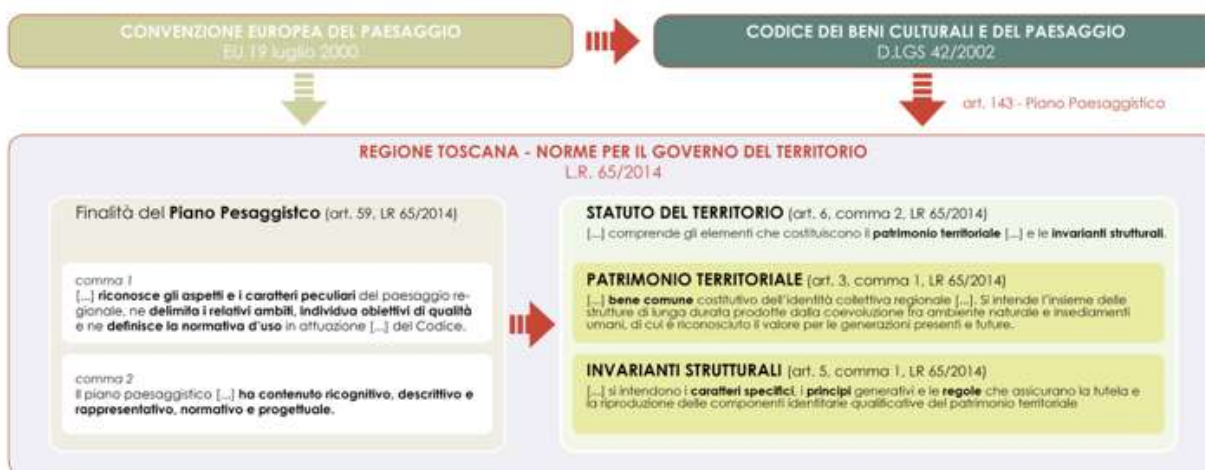 CONVENZIONE EUROPEA DEL PAESAGGIO
EU 19 luglio 2000
CODICE DEI BENI CULTURALI E DEL PAESAGGIO
D.LGS 42/2002
art. 143 - Piano Paesaggistica
REGIONE TOSCANA - NORME PER IL GOVERNO DEL TERRITORIO
L.R. 65/2014
Finalità del Piano Pesaggistco (art. 59, LR 65/2014)
comma 1
[...] riconosce gli aspetti e i caratteri peculiari del paesaggio re-
gionale, ne delimita i relativi ambiti, individua obiettivi di qualità
e ne definisce la normativa d'uso in attuazione [...] del Codice.
comma 2
Il piano paesaggistico [...] ha contenuto ricognitivo, descrittivo e
rappresentativo, normativo e progettuale.
STATUTO DEL TERRITORIO (art. 6, comma 2, LR 65/2014)
[...] comprende gli elementi che costituiscono il patrimonio territoriale [...] e le invarianti strutturali.
PATRIMONIO TERRITORIALE (art. 3, comma 1, LR 65/2014)
[...] bene comune costitutivo dell'identità collettiva regionale [...]. Si intende l'insieme delle
strutture di lunga durata prodotte dalla coevoluzione fra ambiente naturale e insediamenti
umani, di cui è riconosciuto il valore per le generazioni presenti e future.
INVARIANTI STRUTTURALI (art. 5, comma 1, LR 65/2014)
[...] si intendono i caratteri specifici, i principi generativi e le regole che assicurano la tutela e
la riproduzione delle componenti identitarie qualificative del patrimonio territoriale